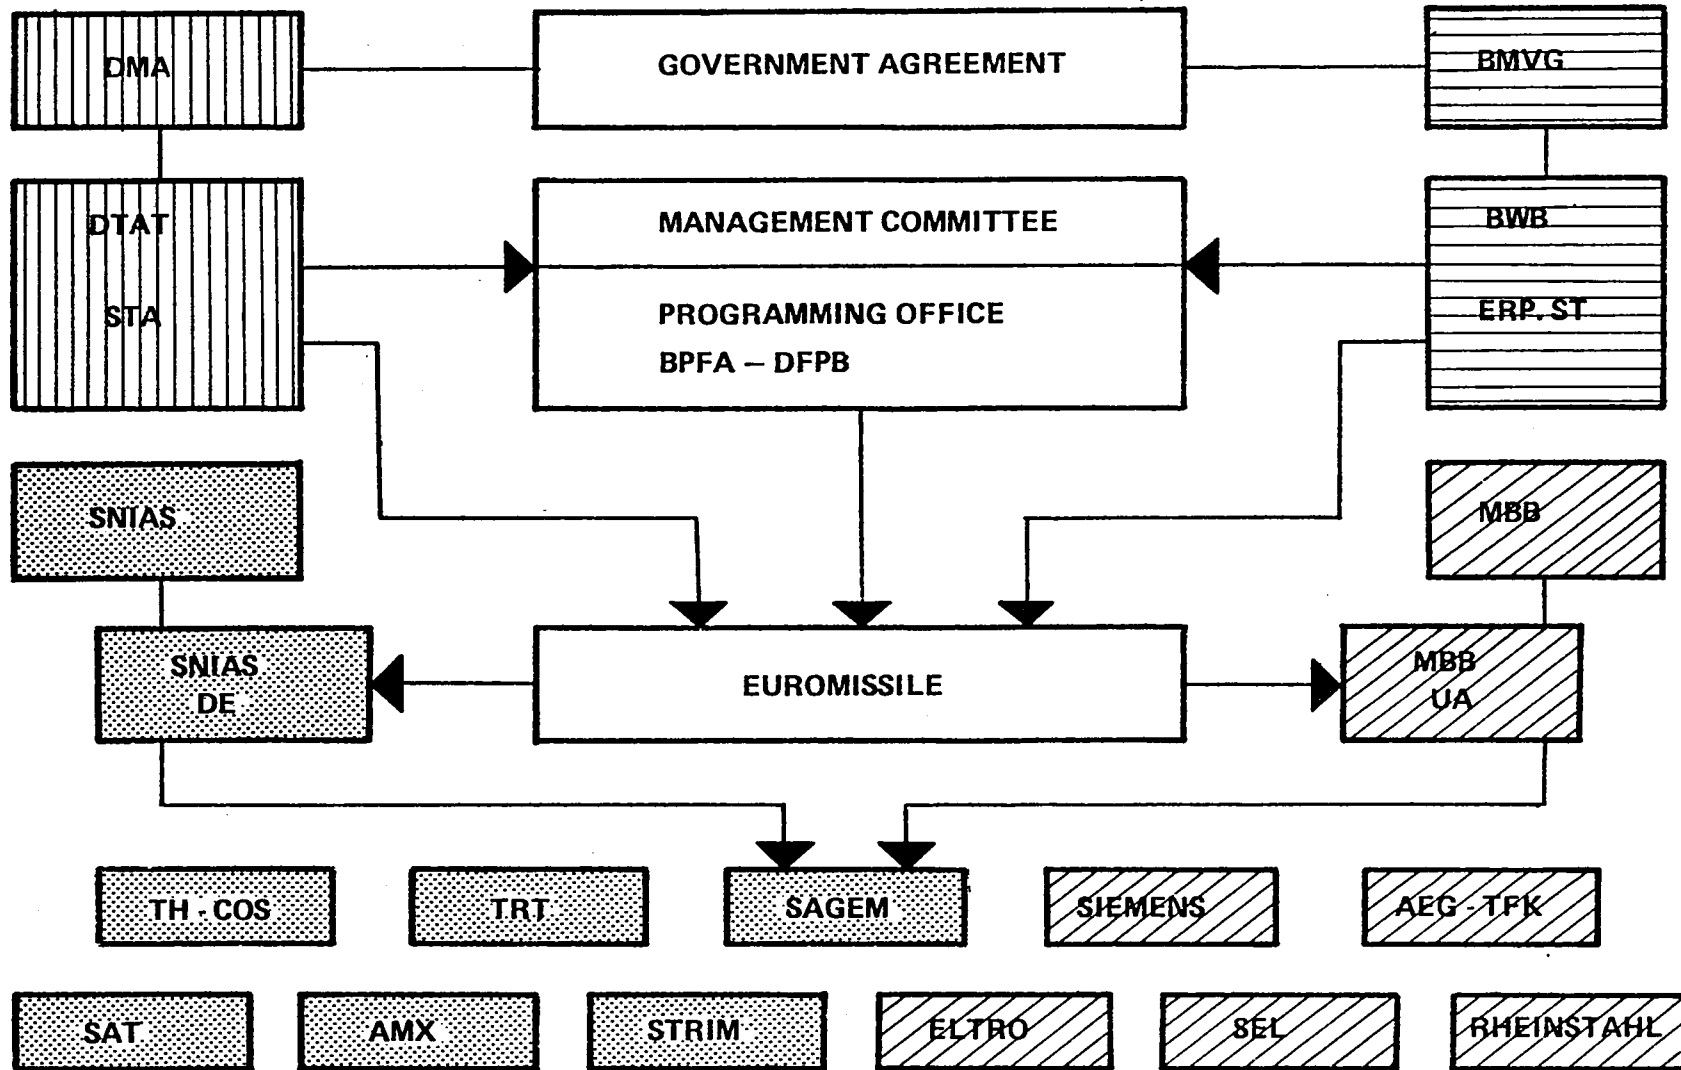 DMA
GOVERNMENT AGREEMENT
BMVG
DTAT
STA
MANAGEMENT COMMITTEE
PROGRAMMING OFFICE
BPFA – DFPB
BWB
ERP. ST
SNIAS
MBB
SNIAS
DE
EUROMISSILE
MBB
UA
TH - COS
TRT
SAGEM
SIEMENS
AEG - TFK
SAT
AMX
STRIM
ELTRO
SEL
RHEINSTAHL